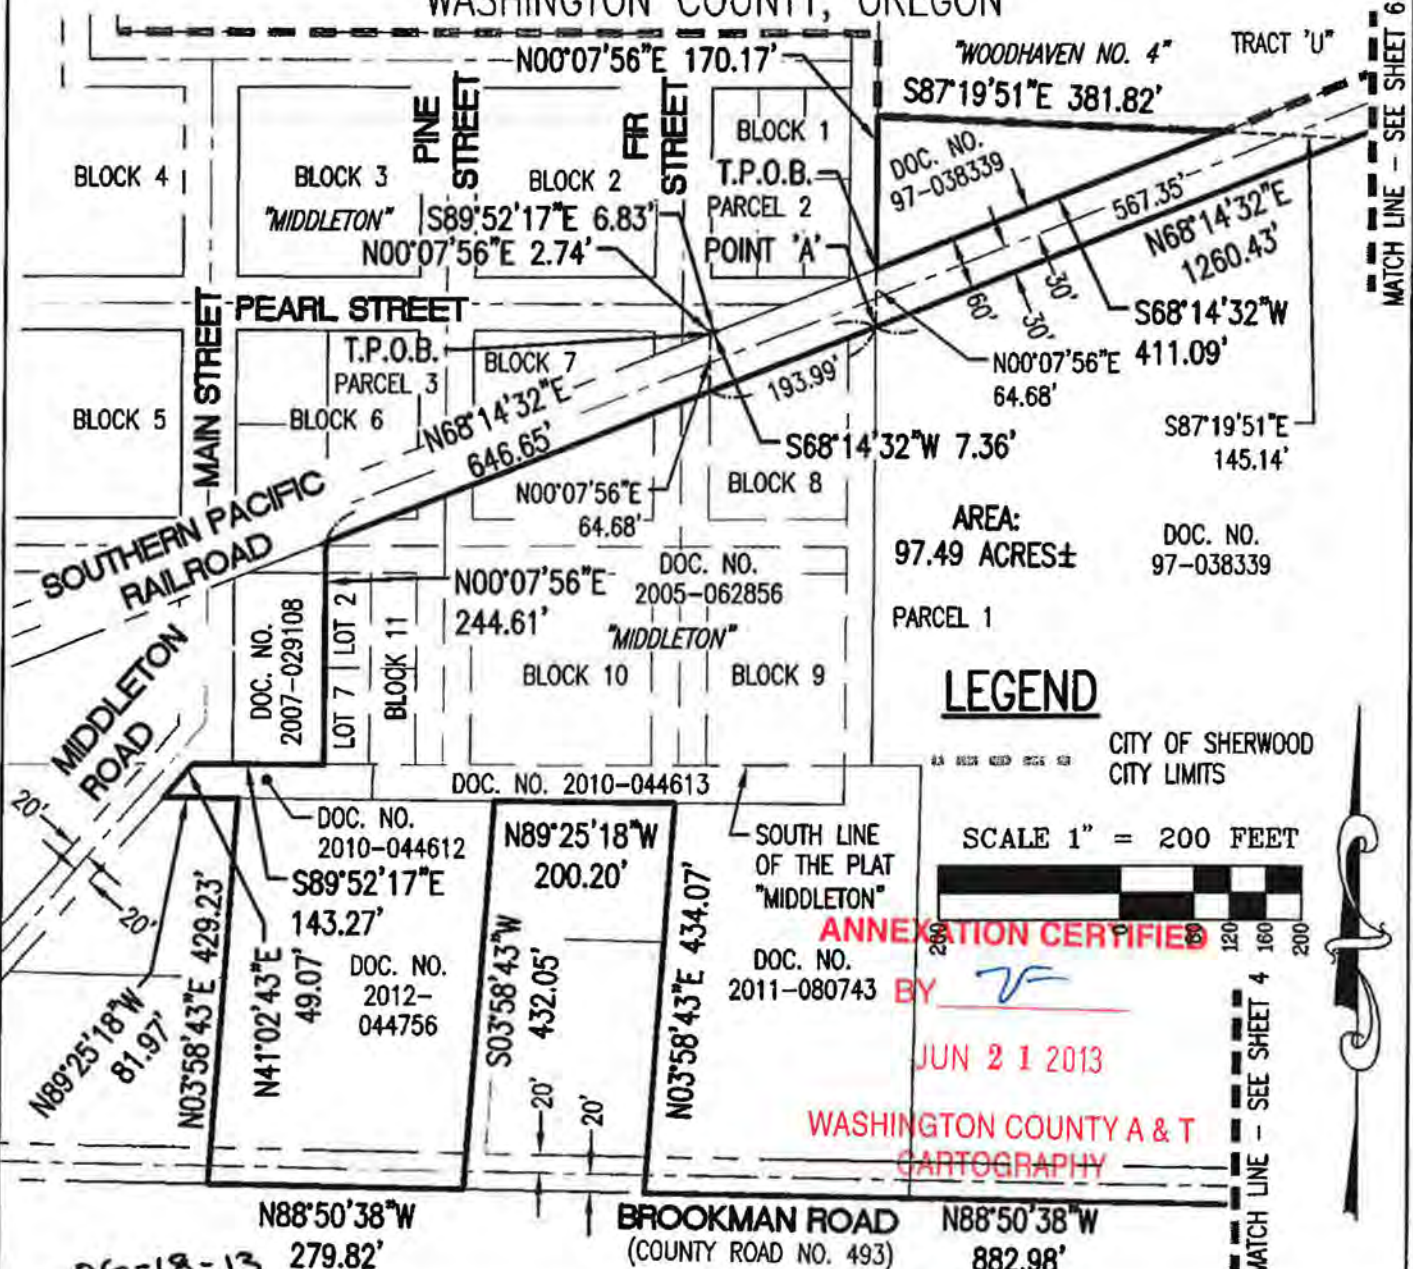 WASHINGTON COUNTY, OREGON
N00°07'56"E 170.17'
"WOODHAVEN NO. 4"
TRACT 'U"
S87°19'51"E 381.82'
MATCH LINE - SEE SHEET 6
PINE
STREET
FIR
STREET
BLOCK 1
DOC. NO.
97-038339
BLOCK 4
BLOCK 3
BLOCK 2
T.P.O.B.
PARCEL 2
"MIDDLETON"
S89°52'17"E 6.83'
N00°07'56"E 2.74'
POINT 'A'
567.35'
N68°14'32"E
1260.43'
60'
30'
30'
S68°14'32"W
411.09'
MAIN STREET
PEARL STREET
T.P.O.B.
PARCEL 3
BLOCK 7
193.99'
N00°07'56"E
64.68'
BLOCK 5
BLOCK 6
N68°14'32"E
646.65'
S68°14'32"W 7.36'
S87°19'51"E
145.14'
N00°07'56"E
64.68'
BLOCK 8
SOUTHERN PACIFIC
RAILROAD
AREA:
97.49 ACRES±
DOC. NO.
97-038339
N00°07'56"E
244.61'
DOC. NO.
2005-062856
PARCEL 1
"MIDDLETON"
DOC. NO.
2007-029108
LOT 2
LOT 7
BLOCK 11
BLOCK 10
BLOCK 9
MIDDLETON
ROAD
LEGEND
CITY OF SHERWOOD
CITY LIMITS
DOC. NO. 2010-044613
20'
20'
DOC. NO.
2010-044612
N89°25'18"W
200.20'
SOUTH LINE
OF THE PLAT
"MIDDLETON"
SCALE 1" = 200 FEET
200
0
80
120
160
200
S89°52'17"E
143.27'
ANNEXATION CERTIFIED
BY
JUN 2 1 2013
WASHINGTON COUNTY A & T
CARTOGRAPHY
N89°25'18"W
81.97'
N03°58'43"E 429.23'
N41°02'43"E
49.07'
DOC. NO.
2012-
044756
S03°58'43"W
432.05'
N03°58'43"E 434.07'
DOC. NO.
2011-080743
20'
20'
MATCH LINE - SEE SHEET 4
N88°50'38"W
279.82'
BROOKMAN ROAD
(COUNTY ROAD NO. 493)
N88°50'38"W
882.98'